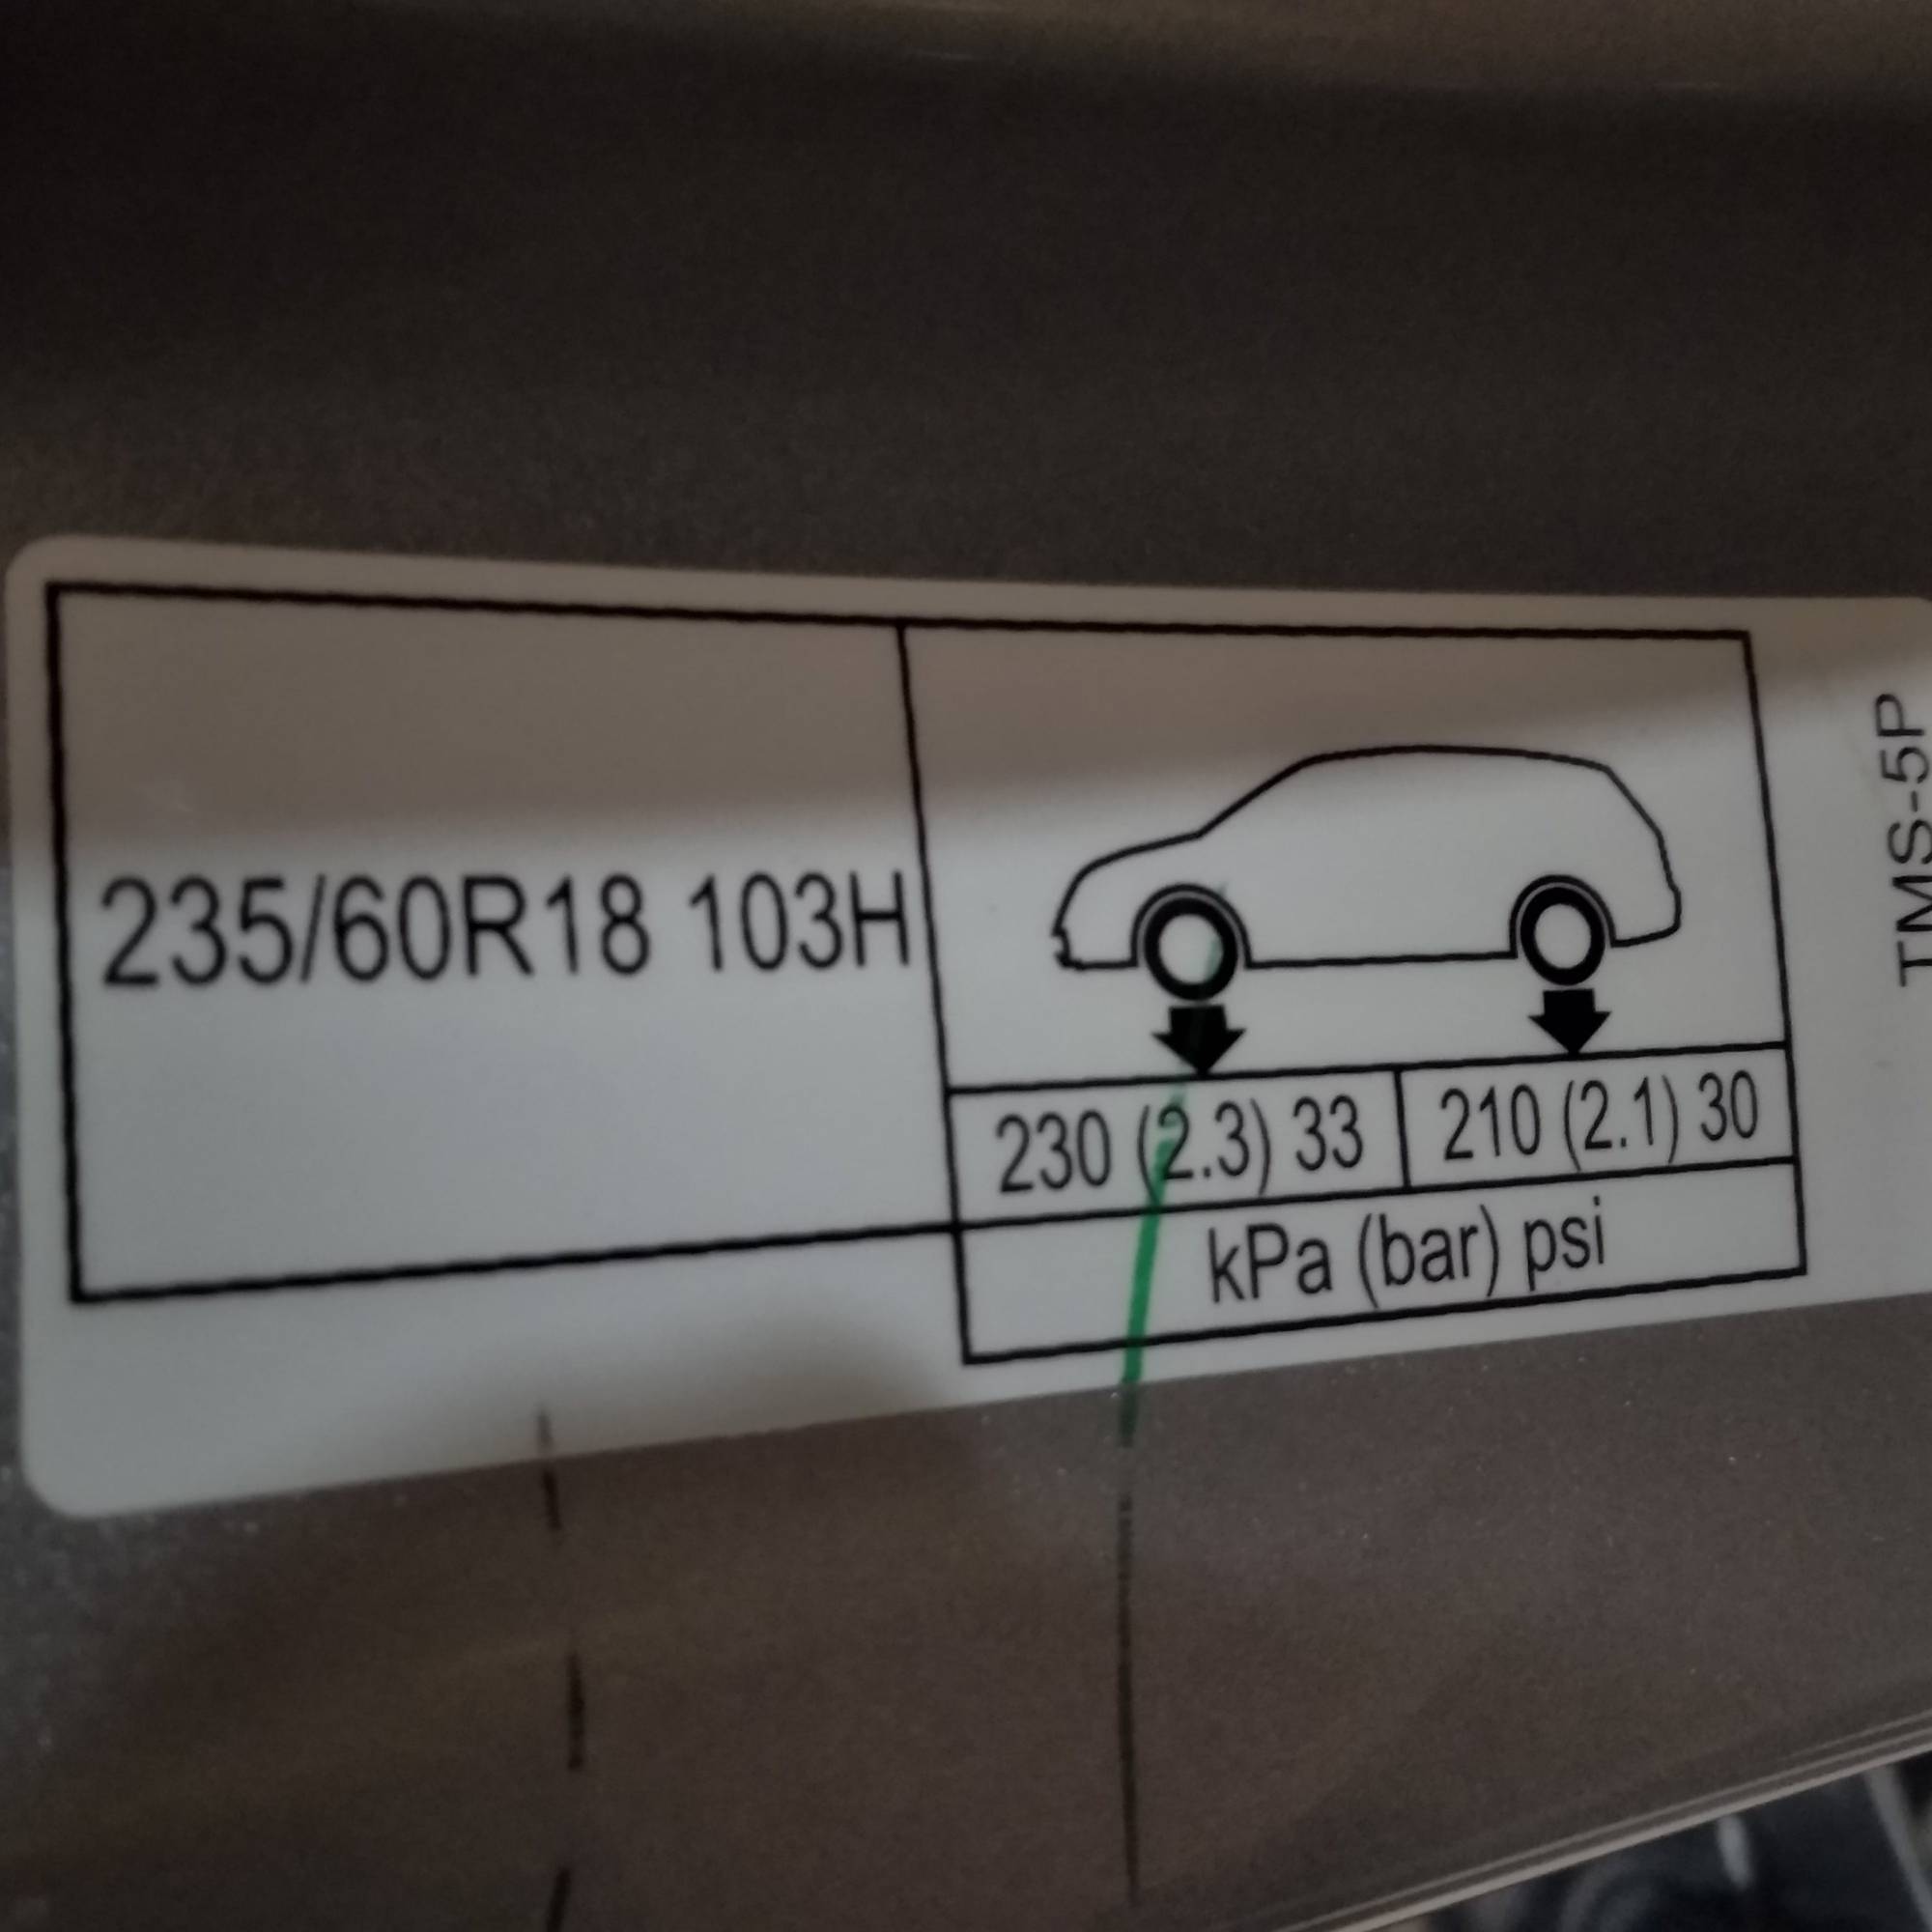 235/60R18 103H
230 (2.3) 33
210 (2.1) 30
kPa (bar) psi
TMS-5P